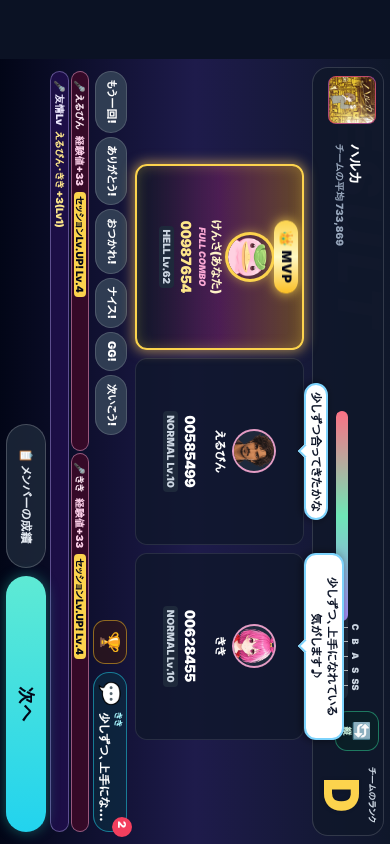 ハルカ
チームの平均 733,869
C B A S SS
チームのランク
D
少しずつ合ってきたかな
少しずつ、上手になれている
気がします♪
MVP
けんさ(あなた)
FULL COMBO
00987654
HELL Lv.62
えるびん
00585499
NORMAL Lv.10
きき
00628455
NORMAL Lv.10
もう一回!
ありがとう!
おつかれ!
ナイス!
GG!
次いこう!
きき
少しずつ、上手にな…
2
えるびん 経験値+33 セッションLv UP! Lv.4
きき 経験値+33 セッションLv UP! Lv.4
友情Lv えるびん·きき +3(Lv1)
メンバーの成績
次へ